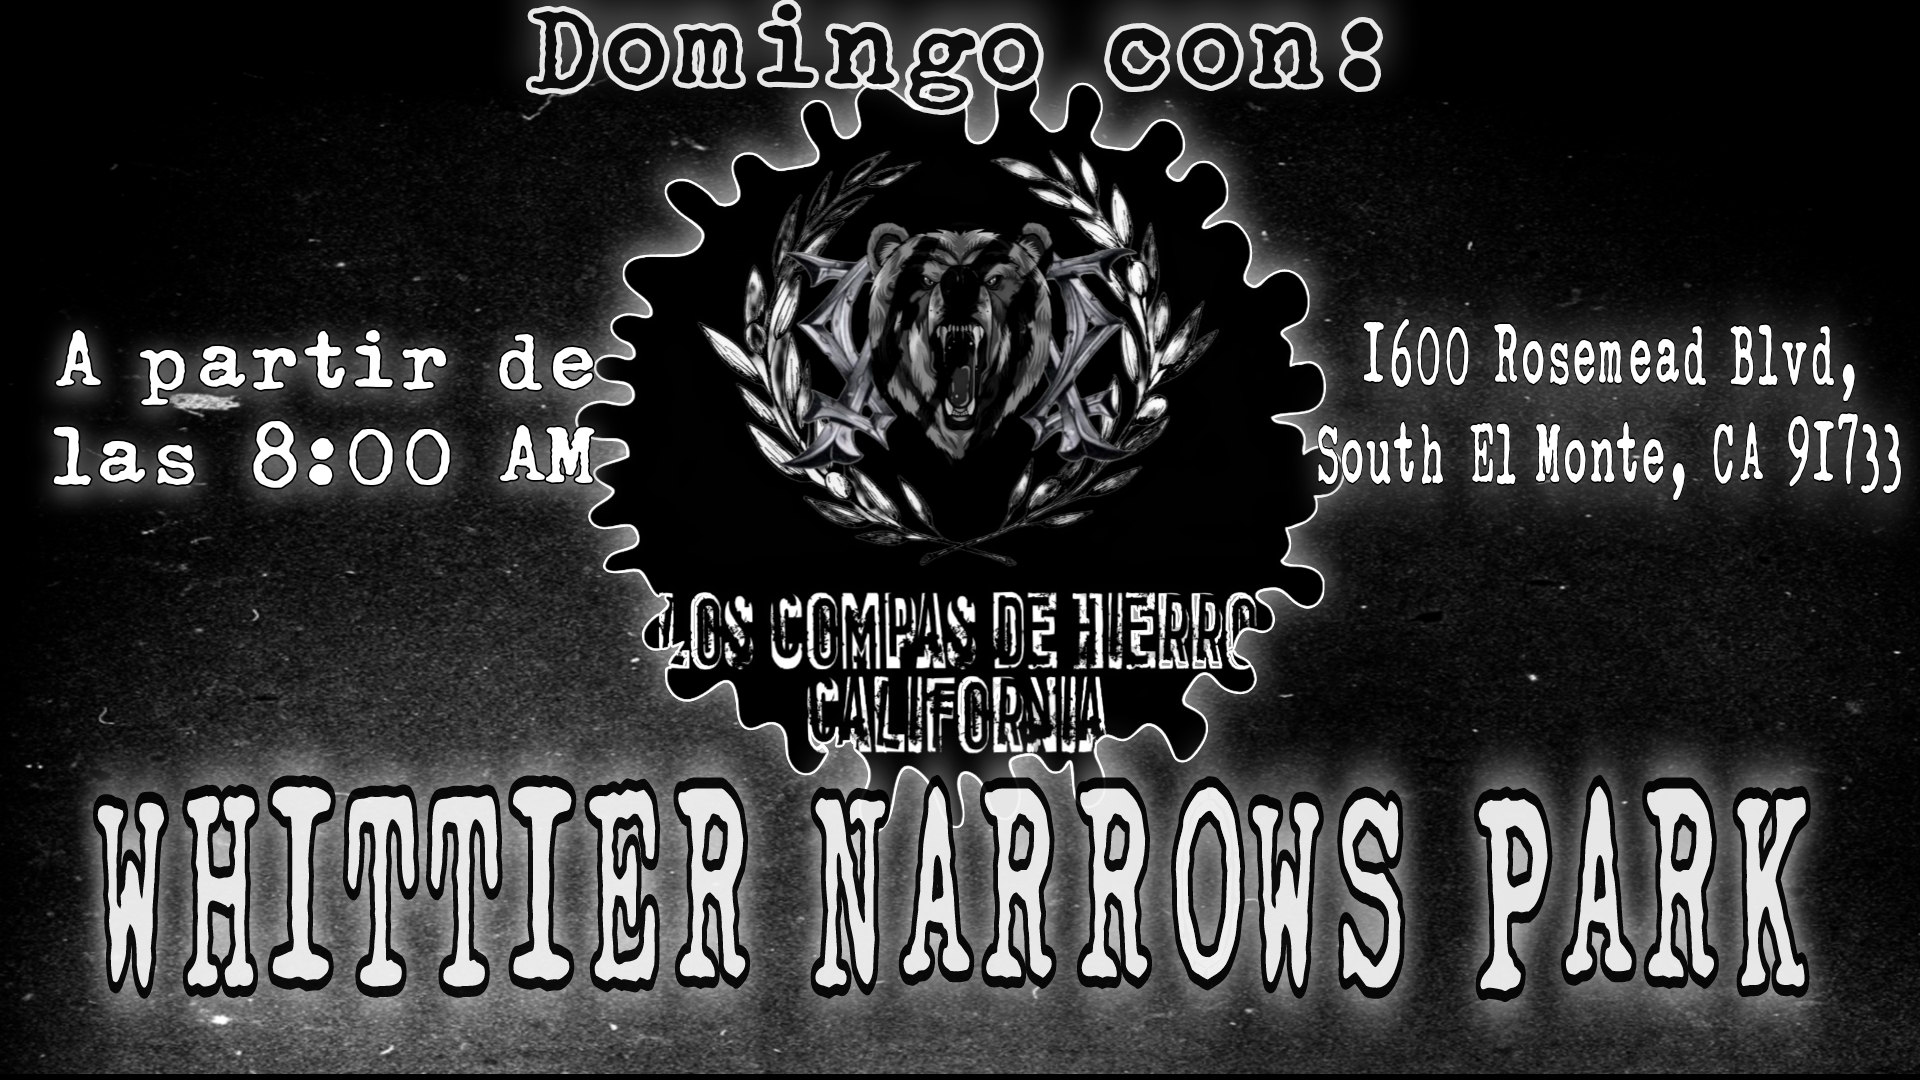 Domingo con:
A partir de
las 8:00 AM
1600 Rosemead Blvd,
South El Monte, CA 91733
LOS COMPAS DE HIERRO
CALIFORNIA
WHITTIER NARROWS PARK